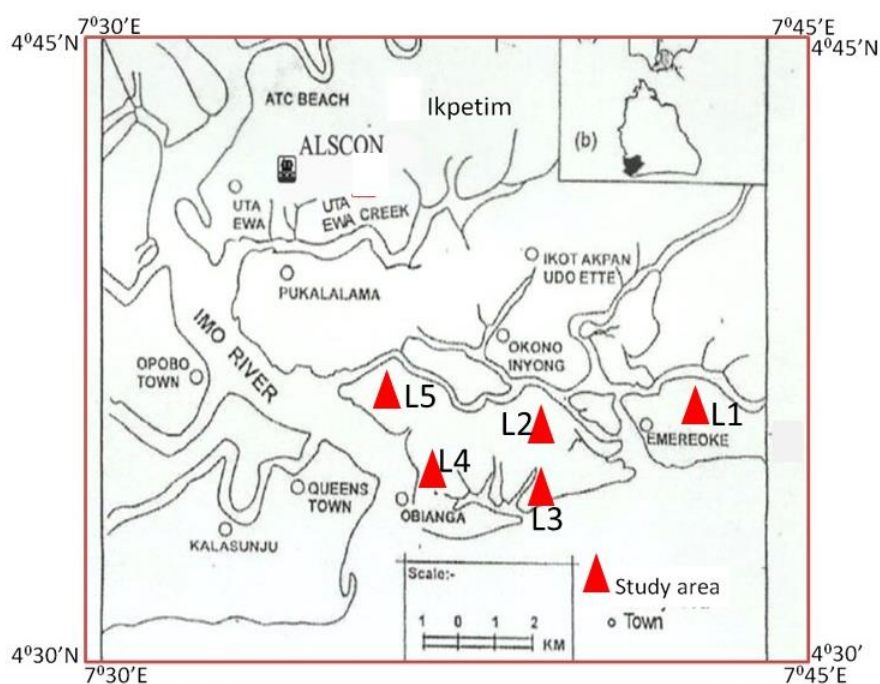 7⁰30’E
7⁰45’E
4⁰45’N
4⁰45’N
ATC BEACH
Ikpetim
(b)
ALSCON
UTA
EWA
UTA
EWA CREEK
IKOT AKPAN
UDO ETTE
PUKALALAMA
IMO RIVER
OKONO
INYONG
OPOBO
TOWN
L5
L2
L1
EMEREOKE
L4
QUEENS
TOWN
OBIANGA
L3
KALASUNJU
Scale:-
Study area
Town
1 0 1 2
KM
4⁰30’N
4⁰30’
7⁰30’E
7⁰45’E